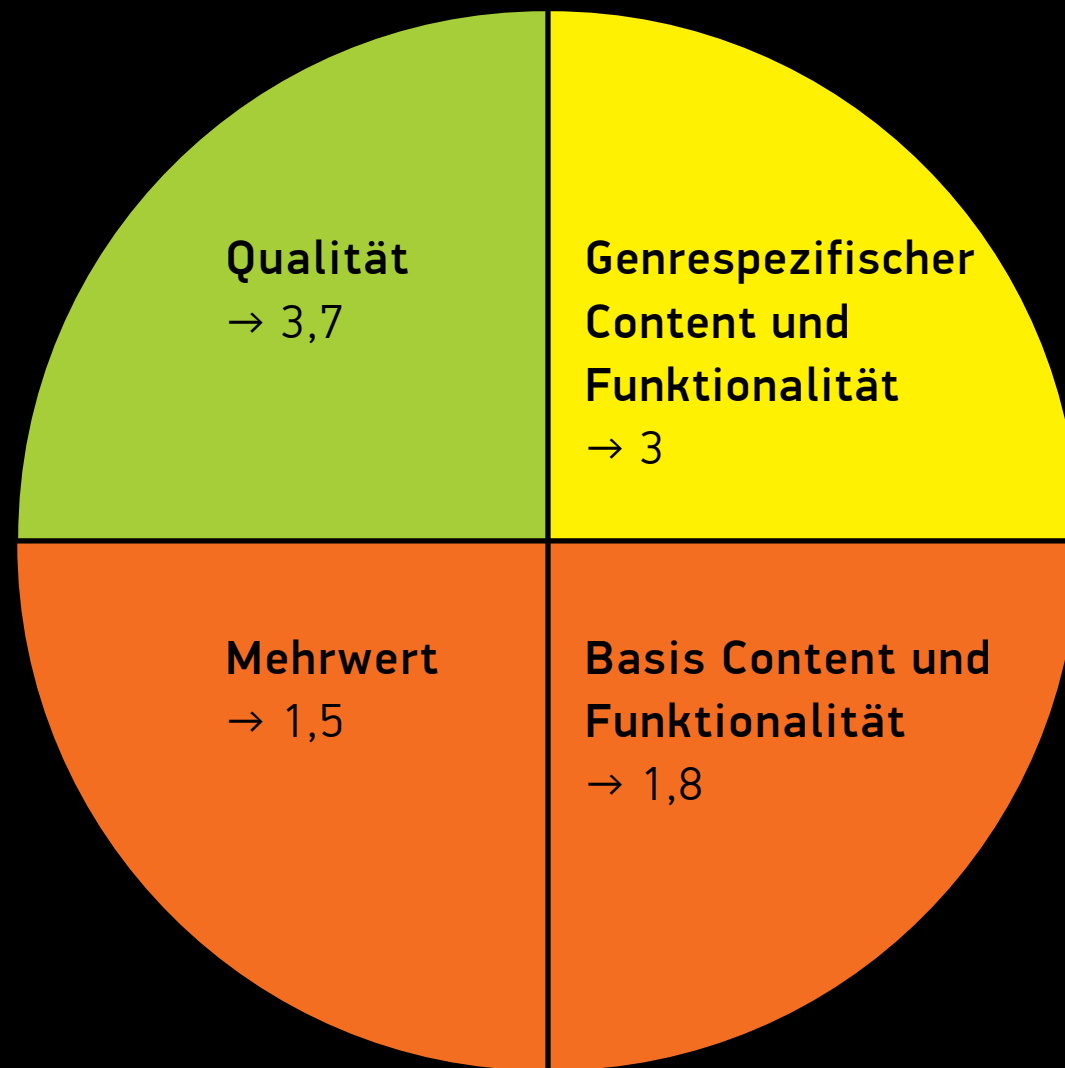 Qualität
→ 3,7
Genrespezifischer
Content und
Funktionalität
→ 3
Mehrwert
→ 1,5
Basis Content und
Funktionalität
→ 1,8